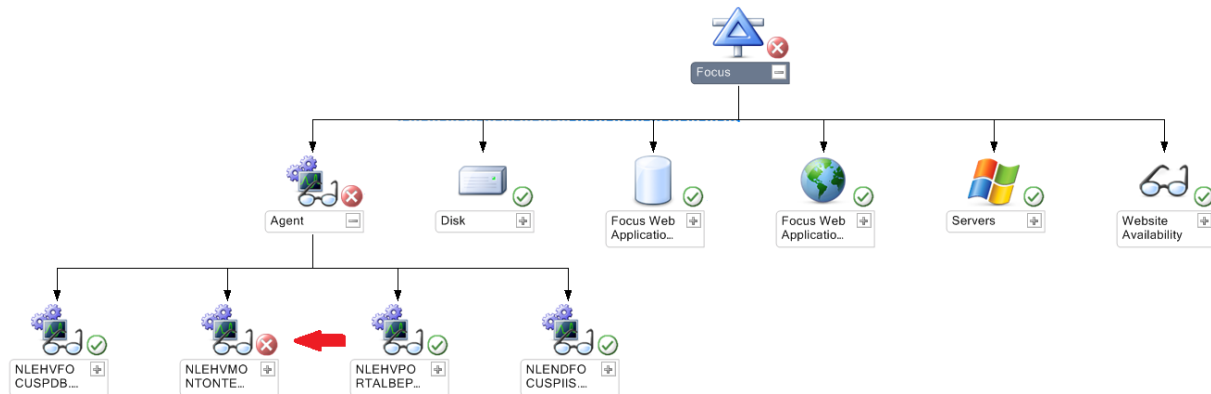 Focus
Agent
Disk
Focus Web
Applicatio...
Focus Web
Applicatio...
Servers
Website
Availability
NLEHVFO
CUSPDB....
NLEHVMO
NTONTE...
NLEHVPO
RTALBEP...
NLENDFO
CUSPIIS....